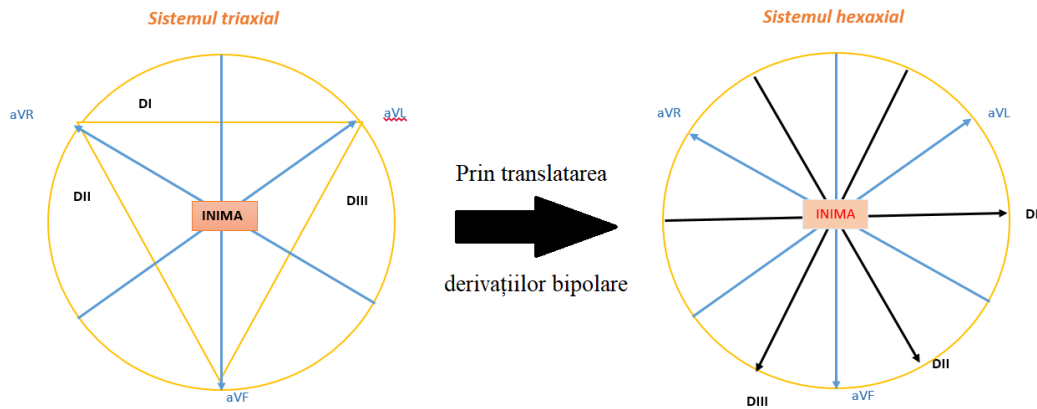 Sistemul triaxial
DI
aVR
aVL
DII
DIII
INIMA
aVF
Prin translatarea
derivațiilor bipolare
Sistemul hexaxial
aVR
aVL
INIMA
DI
DII
DIII
aVF